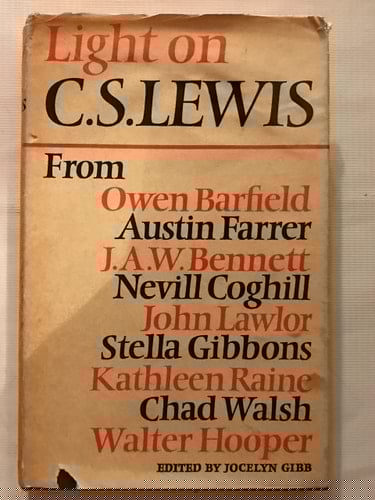 Light on
C.S.LEWIS
From
Owen Barfield
Austin Farrer
J.A.W.Bennett
Nevill Coghill
John Lawlor
Stella Gibbons
Kathleen Raine
Chad Walsh
Walter Hooper
EDITED BY JOCELYN GIBB